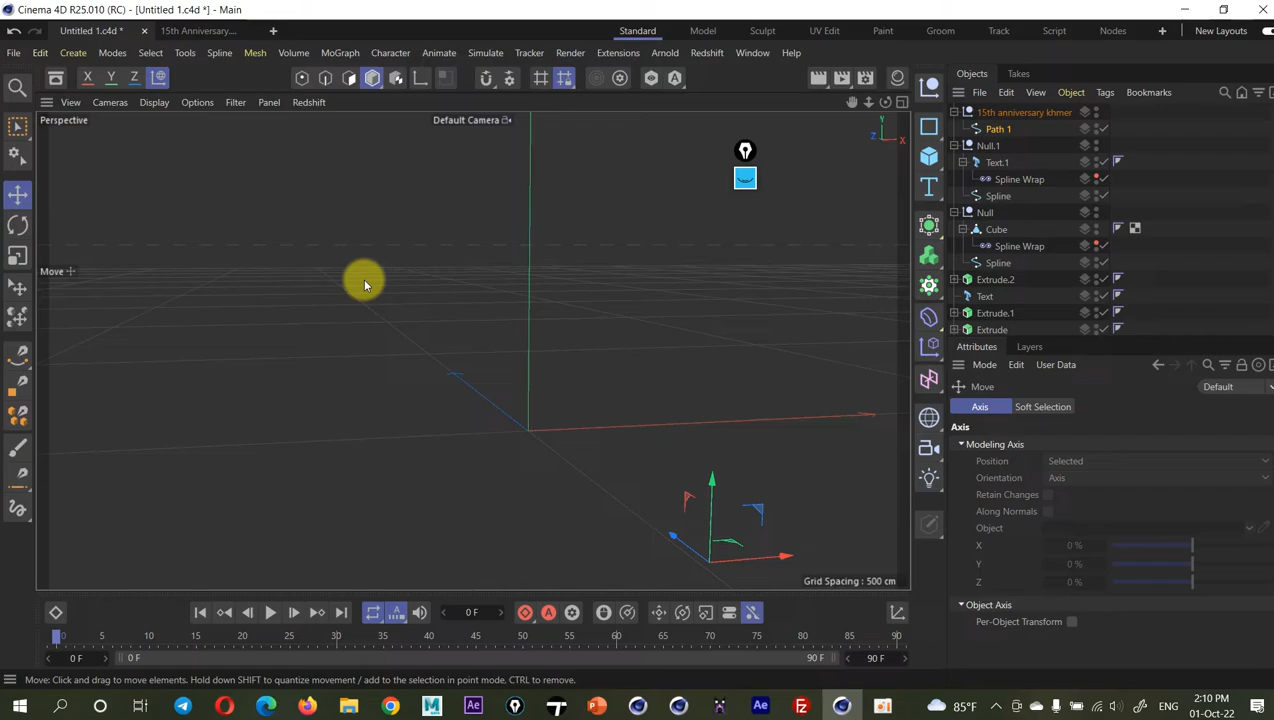 Cinema 4D R25.010 (RC) - [Untitled 1.c4d *] - Main
Untitled 1.c4d *
15th Anniversary....
Standard
Model
Sculpt
UV Edit
Paint
Groom
Track
Script
Nodes
New Layouts
File
Edit
Create
Modes
Select
Tools
Spline
Mesh
Volume
MoGraph
Character
Animate
Simulate
Tracker
Render
Extensions
Arnold
Redshift
Window
Help
X
Y
Z
Objects
Takes
File
Edit
View
Object
Tags
Bookmarks
View
Cameras
Display
Options
Filter
Panel
Redshift
Perspective
Default Camera
Y
Z
X
Move
15th anniversary khmer
Path 1
Null.1
Text.1
Spline Wrap
Spline
Null
Cube
Spline Wrap
Spline
Extrude.2
Text
Extrude.1
Extrude
Attributes
Layers
Mode
Edit
User Data
Move
Default
Axis
Soft Selection
Axis
Modeling Axis
Position
Selected
Orientation
Axis
Retain Changes
Along Normals
Object
X
0 %
Y
0 %
Z
0 %
Object Axis
Per-Object Transform
Grid Spacing : 500 cm
0 F
0
5
10
15
20
25
30
35
40
45
50
55
60
65
70
75
80
85
90
0 F
0 F
90 F
90 F
Move: Click and drag to move elements. Hold down SHIFT to quantize movement / add to the selection in point mode, CTRL to remove.
85°F
ENG
2:10 PM
01-Oct-22